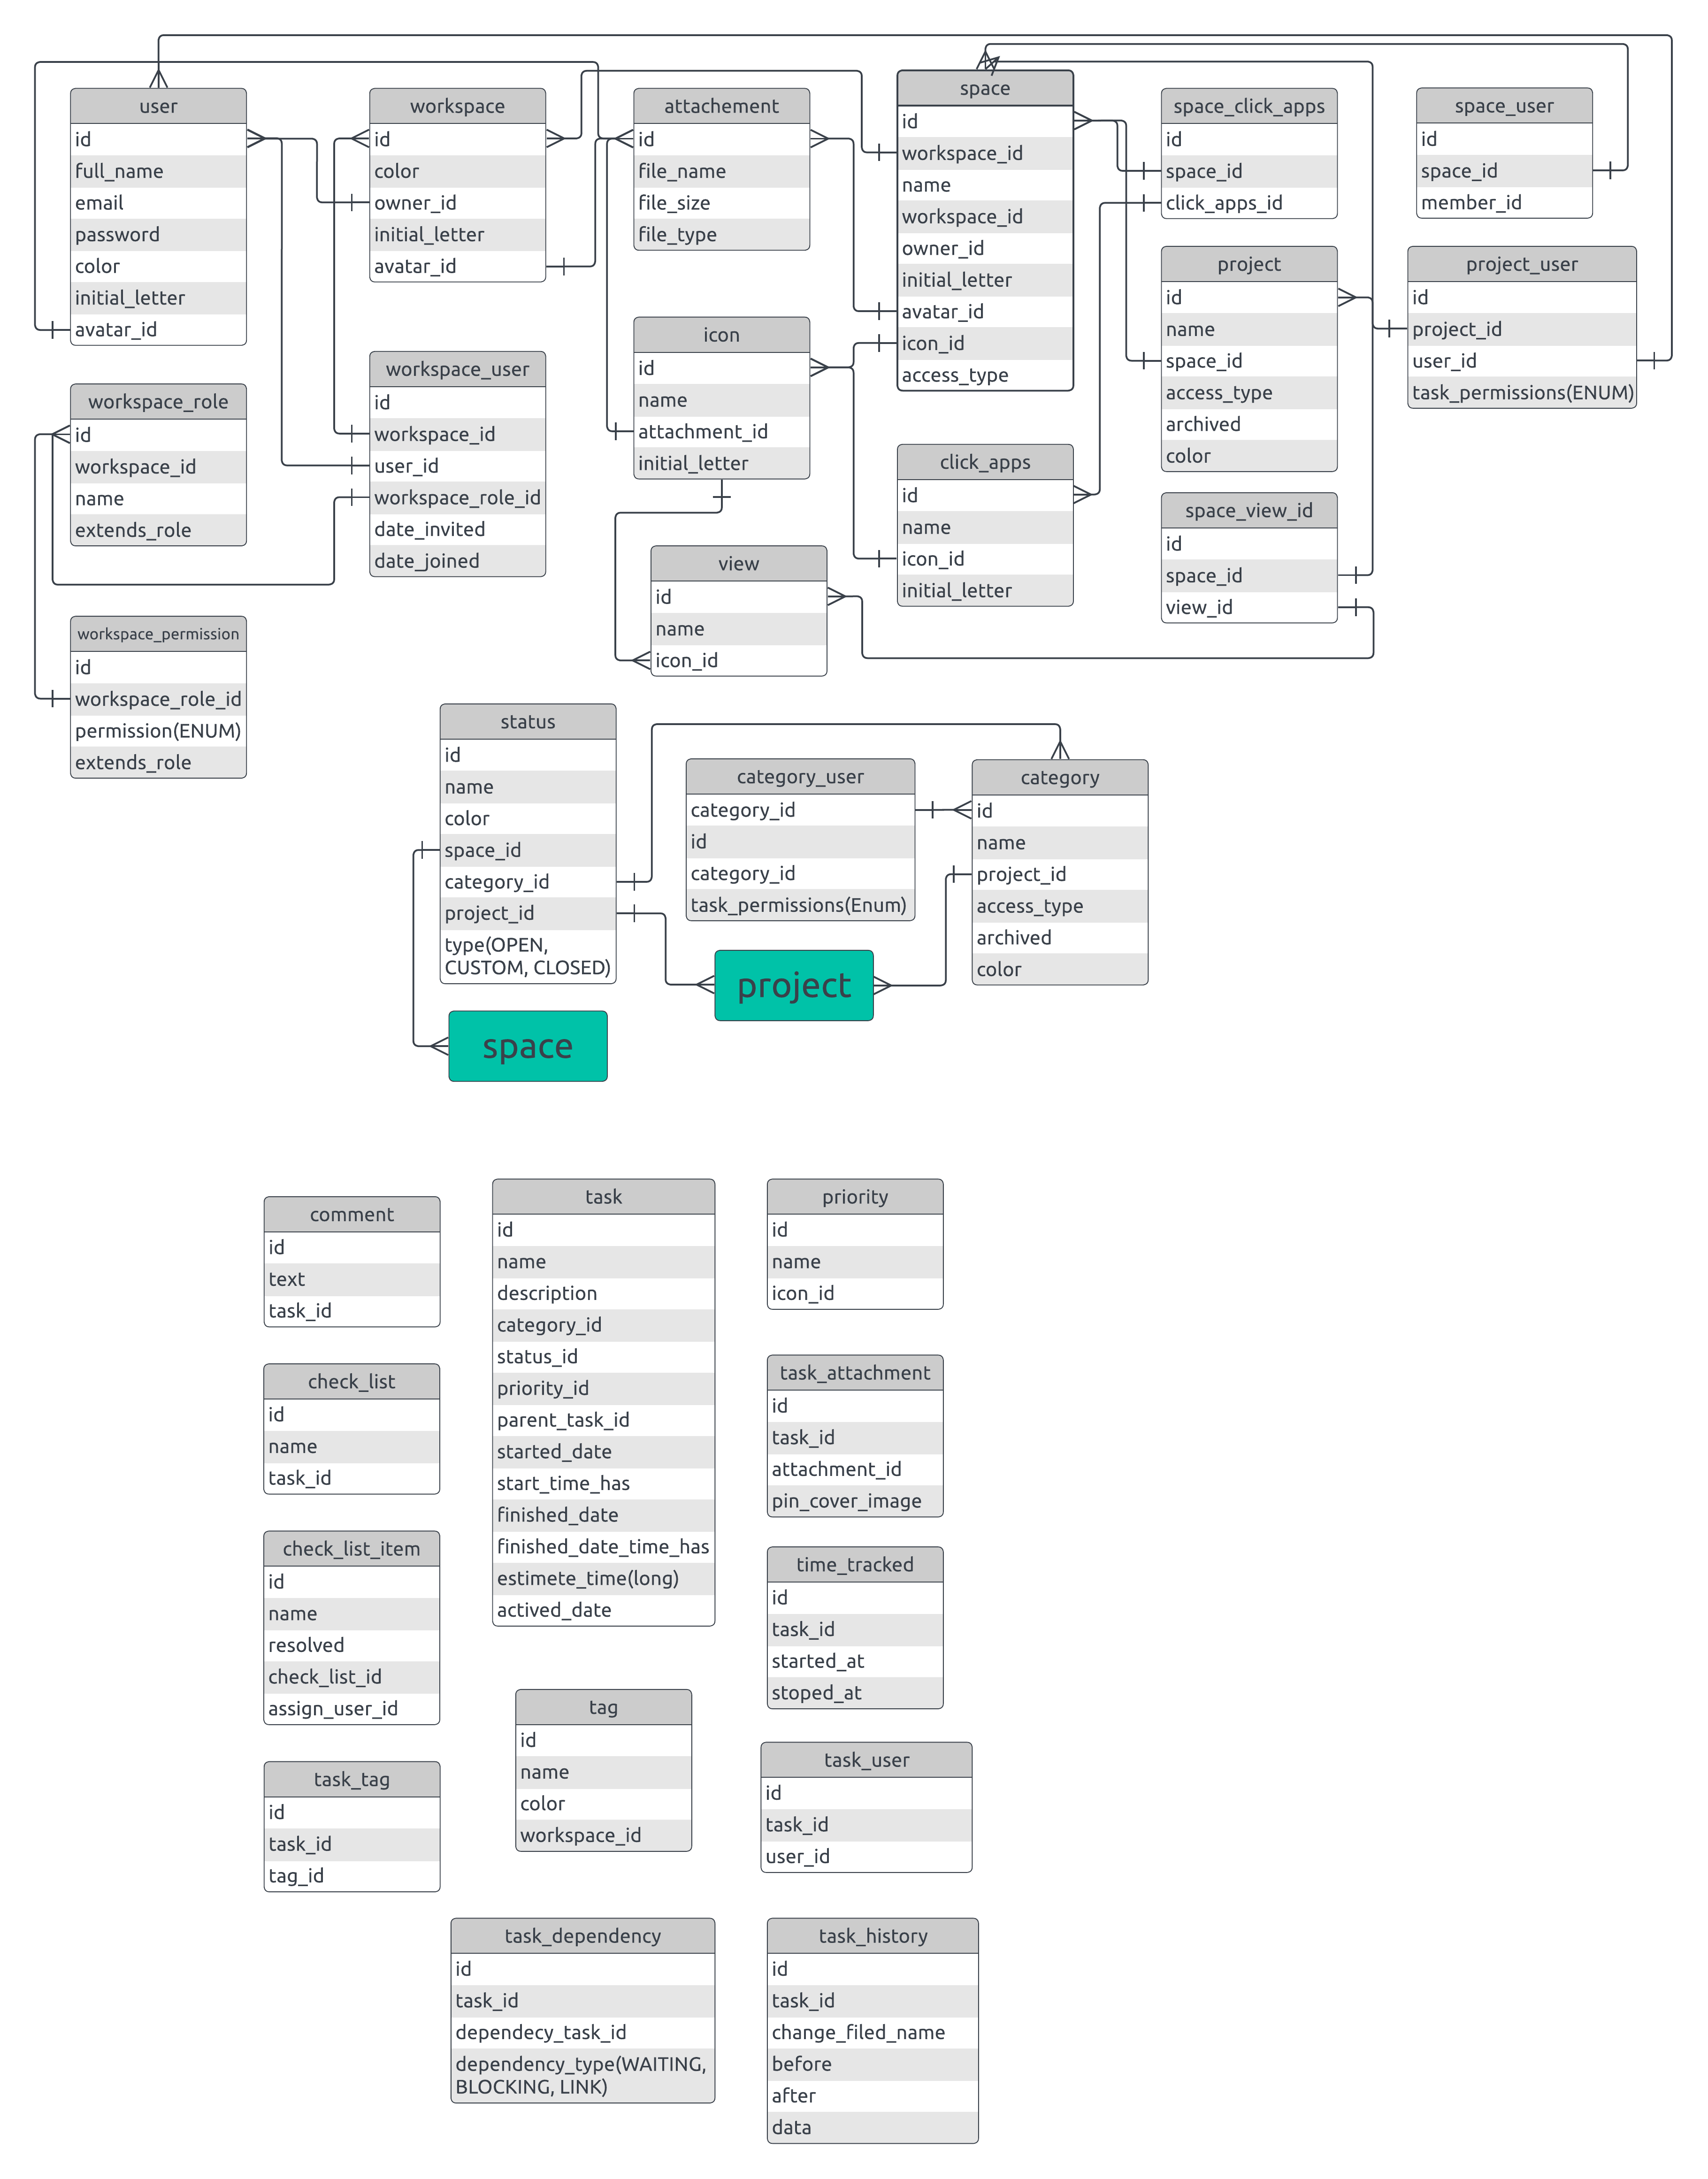 user
id
full_name
email
password
color
initial_letter
avatar_id
workspace
id
color
owner_id
initial_letter
avatar_id
attachement
id
file_name
file_size
file_type
space
id
workspace_id
name
workspace_id
owner_id
initial_letter
avatar_id
icon_id
access_type
space_click_apps
id
space_id
click_apps_id
space_user
id
space_id
member_id
project
id
name
space_id
access_type
archived
color
project_user
id
project_id
user_id
task_permissions(ENUM)
icon
id
name
attachment_id
initial_letter
workspace_user
id
workspace_id
user_id
workspace_role_id
date_invited
date_joined
workspace_role
id
workspace_id
name
extends_role
click_apps
id
name
icon_id
initial_letter
space_view_id
id
space_id
view_id
view
id
name
icon_id
workspace_permission
id
workspace_role_id
permission(ENUM)
extends_role
status
id
name
color
space_id
category_id
project_id
type(OPEN,
CUSTOM, CLOSED)
category_user
category_id
id
category_id
task_permissions(Enum)
category
id
name
project_id
access_type
archived
color
project
space
comment
id
text
task_id
task
id
name
description
category_id
status_id
priority_id
parent_task_id
started_date
start_time_has
finished_date
finished_date_time_has
estimete_time(long)
actived_date
priority
id
name
icon_id
check_list
id
name
task_id
task_attachment
id
task_id
attachment_id
pin_cover_image
check_list_item
id
name
resolved
check_list_id
assign_user_id
time_tracked
id
task_id
started_at
stoped_at
tag
id
name
color
workspace_id
task_user
id
task_id
user_id
task_tag
id
task_id
tag_id
task_dependency
id
task_id
dependecy_task_id
dependency_type(WAITING,
BLOCKING, LINK)
task_history
id
task_id
change_filed_name
before
after
data